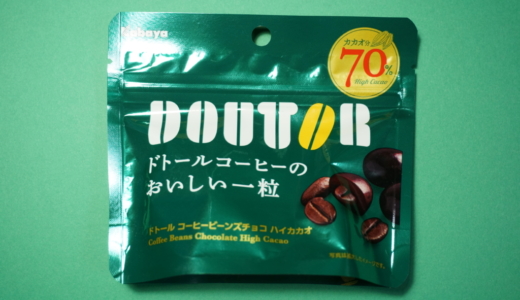 kabaya
カカオ分
70%
High Cacao
DOUTOR
ドトールコーヒーの
おいしい一粒
ドトール コーヒービーンズチョコ ハイカカオ
Coffee Beans Chocolate High Cacao